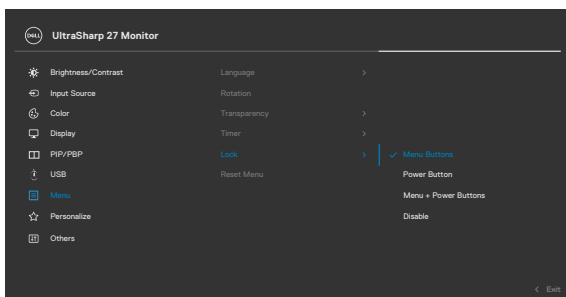 DELL UltraSharp 27 Monitor
Brightness/Contrast Language
Input Source Rotation
Color Transparency
Display Timer
PIP/PBP Lock Menu Buttons
USB Reset Menu Power Button
Menu Menu + Power Buttons
Personalize Disable
Others
Exit